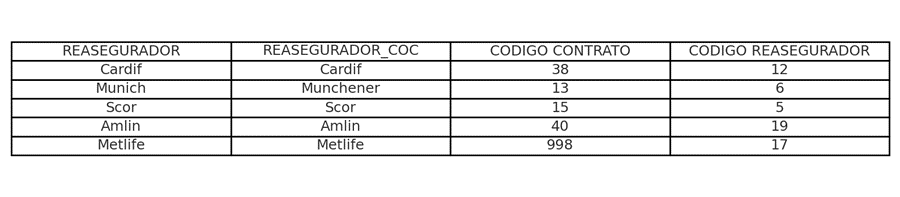 REASEGURADOR REASEGURADOR_COC CODIGO CONTRATO CODIGO REASEGURADOR
Cardif Cardif 38 12
Munich Munchener 13 6
Scor Scor 15 5
Amlin Amlin 40 19
Metlife Metlife 998 17